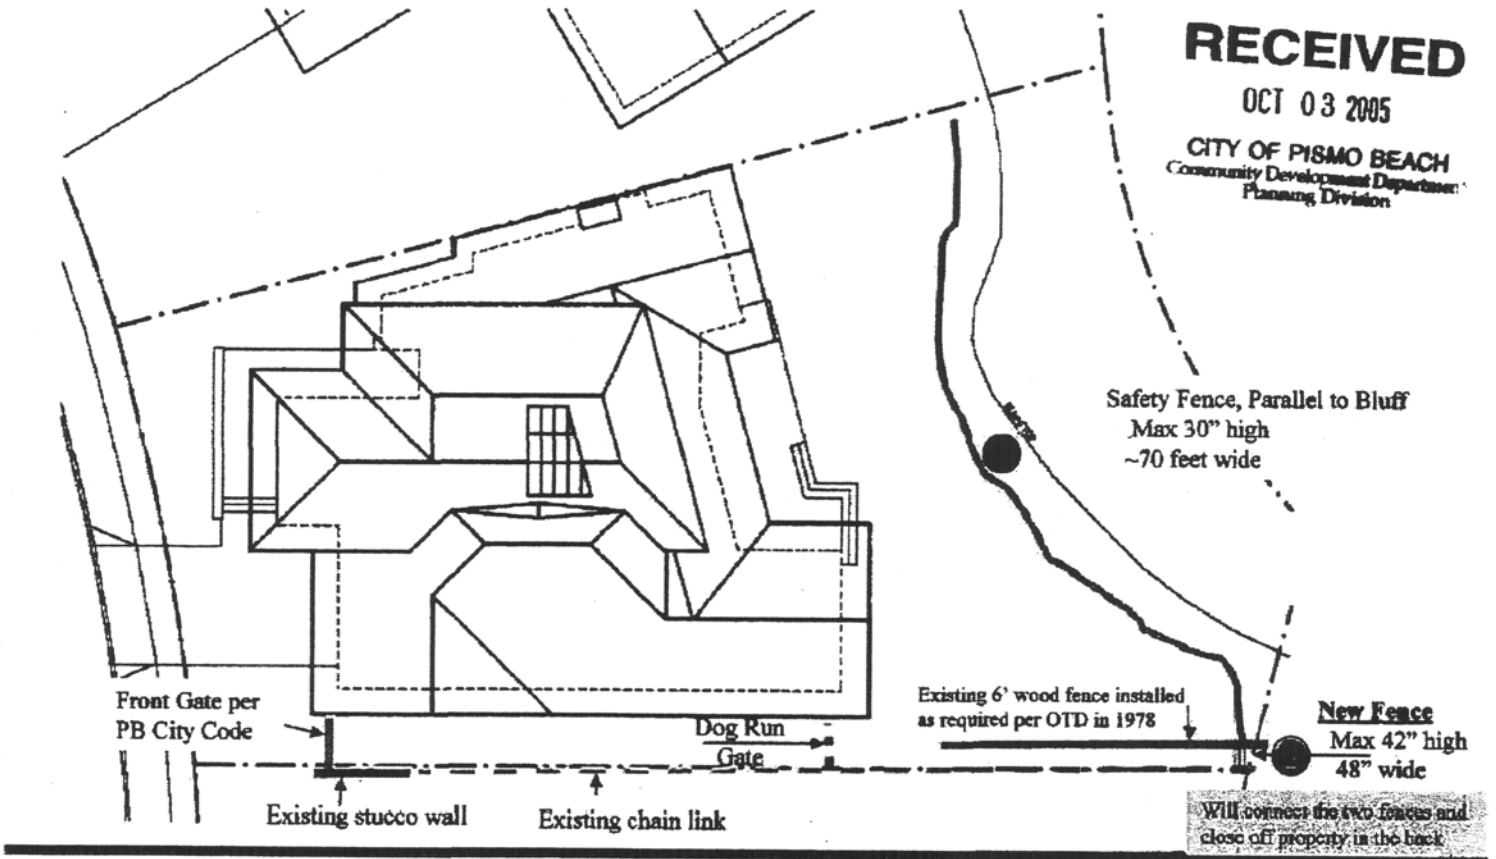 RECEIVED
OCT 03 2005
CITY OF PISMO BEACH
Community Development Department
Planning Division
Safety Fence, Parallel to Bluff
Max 30” high
~70 feet wide
Front Gate per
PB City Code
Dog Run
Gate
Existing 6’ wood fence installed
as required per OTD in 1978
New Fence
Max 42” high
48” wide
Existing stucco wall
Existing chain link
Will connect the two fences and
close off property in the back